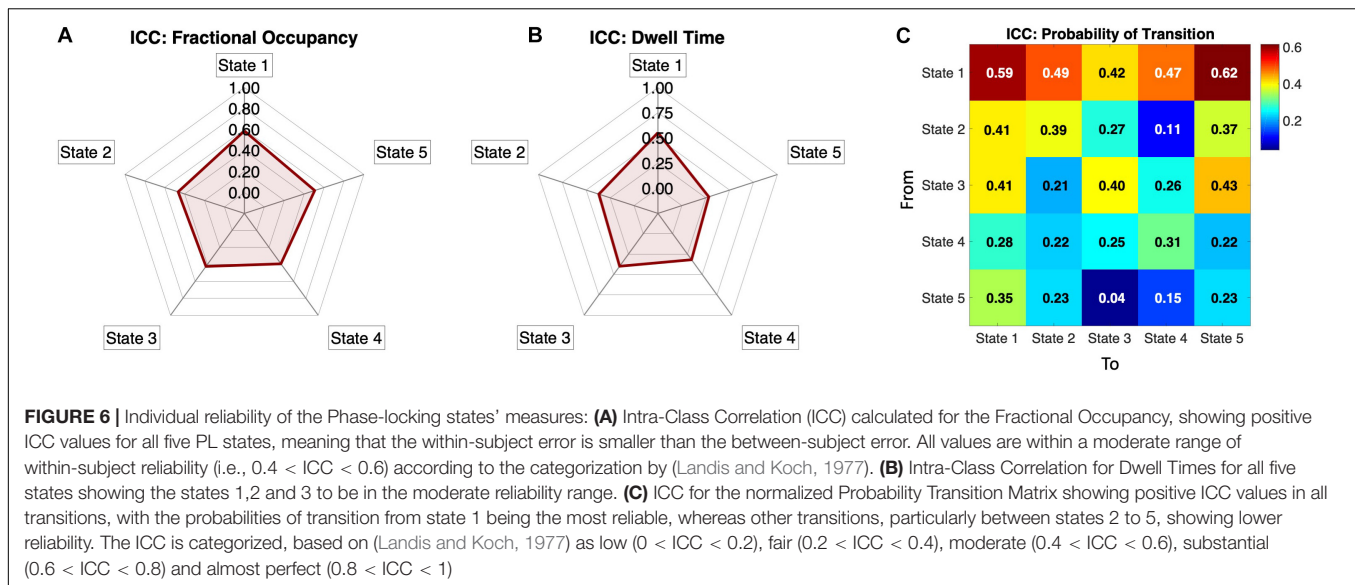 A
ICC: Fractional Occupancy
State 1
1.00
0.80
0.60
0.40
0.20
0.00
State 2
State 5
State 3
State 4
B
ICC: Dwell Time
State 1
1.00
0.75
0.50
0.25
0.00
State 2
State 5
State 3
State 4
C
ICC: Probability of Transition
From
State 1 0.59 0.49 0.42 0.47 0.62
State 2 0.41 0.39 0.27 0.11 0.37
State 3 0.41 0.21 0.40 0.26 0.43
State 4 0.28 0.22 0.25 0.31 0.22
State 5 0.35 0.23 0.04 0.15 0.23
State 1 State 2 State 3 State 4 State 5
To
0.6
0.4
0.2
FIGURE 6 | Individual reliability of the Phase-locking states' measures: (A) Intra-Class Correlation (ICC) calculated for the Fractional Occupancy, showing positive
ICC values for all five PL states, meaning that the within-subject error is smaller than the between-subject error. All values are within a moderate range of
within-subject reliability (i.e., 0.4 < ICC < 0.6) according to the categorization by (Landis and Koch, 1977). (B) Intra-Class Correlation for Dwell Times for all five
states showing the states 1,2 and 3 to be in the moderate reliability range. (C) ICC for the normalized Probability Transition Matrix showing positive ICC values in all
transitions, with the probabilities of transition from state 1 being the most reliable, whereas other transitions, particularly between states 2 to 5, showing lower
reliability. The ICC is categorized, based on (Landis and Koch, 1977) as low (0 < ICC < 0.2), fair (0.2 < ICC < 0.4), moderate (0.4 < ICC < 0.6), substantial
(0.6 < ICC < 0.8) and almost perfect (0.8 < ICC < 1)